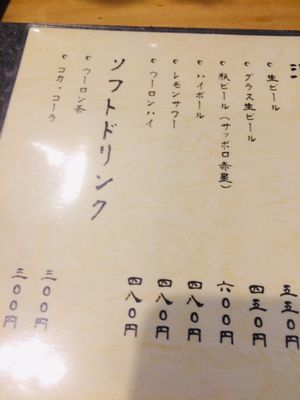 生ビール 五五〇円
グラス生ビール 四五〇円
瓶ビール(サッポロ赤星) 六〇〇円
ハイボール 四八〇円
レモンサワー 四八〇円
ウーロンハイ 四八〇円
ソフトドリンク
ウーロン茶 三〇〇円
コカ・コーラ 三〇〇円